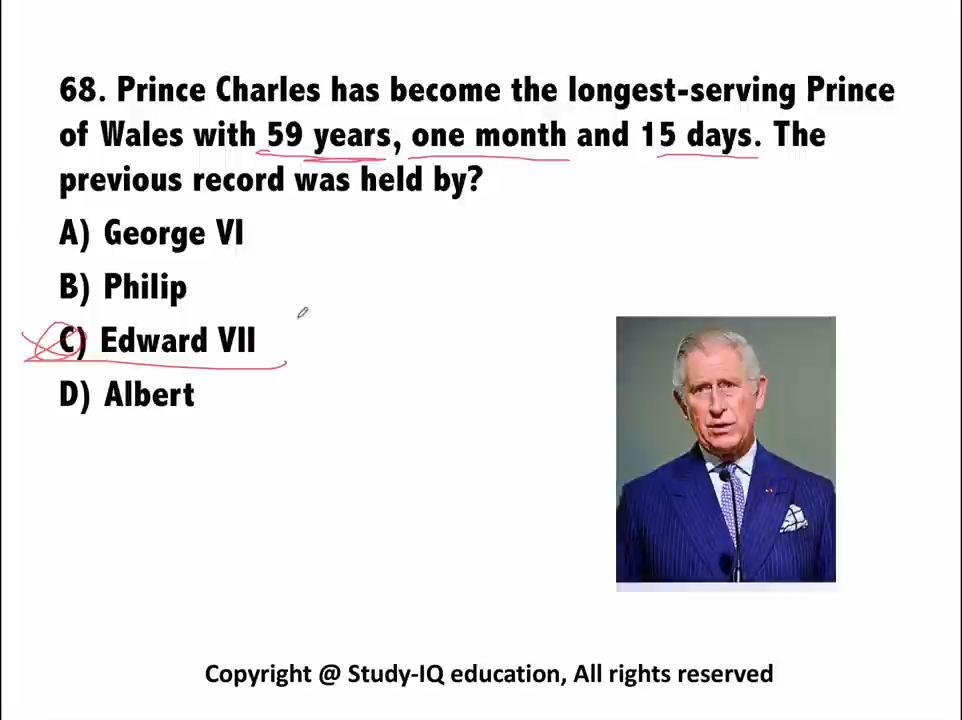 68. Prince Charles has become the longest-serving Prince
of Wales with 59 years, one month and 15 days. The
previous record was held by?
A) George VI
B) Philip
C) Edward VII
D) Albert
Copyright @ Study-IQ education, All rights reserved